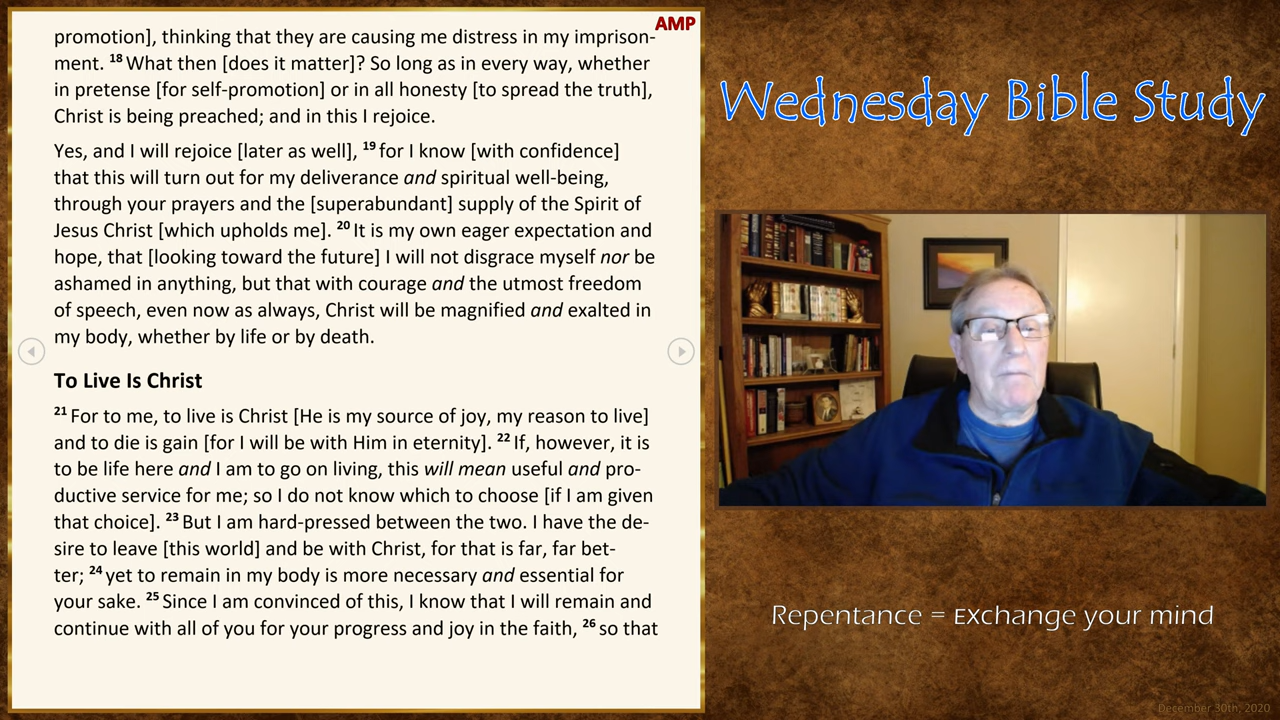 AMP
promotion], thinking that they are causing me distress in my imprison-
ment. 18 What then [does it matter]? So long as in every way, whether
in pretense [for self-promotion] or in all honesty [to spread the truth],
Christ is being preached; and in this I rejoice.
Yes, and I will rejoice [later as well], 19 for I know [with confidence]
that this will turn out for my deliverance and spiritual well-being,
through your prayers and the [superabundant] supply of the Spirit of
Jesus Christ [which upholds me]. 20 It is my own eager expectation and
hope, that [looking toward the future] I will not disgrace myself nor be
ashamed in anything, but that with courage and the utmost freedom
of speech, even now as always, Christ will be magnified and exalted in
my body, whether by life or by death.
To Live Is Christ
21 For to me, to live is Christ [He is my source of joy, my reason to live]
and to die is gain [for I will be with Him in eternity]. 22 If, however, it is
to be life here and I am to go on living, this will mean useful and pro-
ductive service for me; so I do not know which to choose [if I am given
that choice]. 23 But I am hard-pressed between the two. I have the de-
sire to leave [this world] and be with Christ, for that is far, far bet-
ter; 24 yet to remain in my body is more necessary and essential for
your sake. 25 Since I am convinced of this, I know that I will remain and
continue with all of you for your progress and joy in the faith, 26 so that
Wednesday Bible Study
Repentance = EXchange your mind
December 30th, 2020